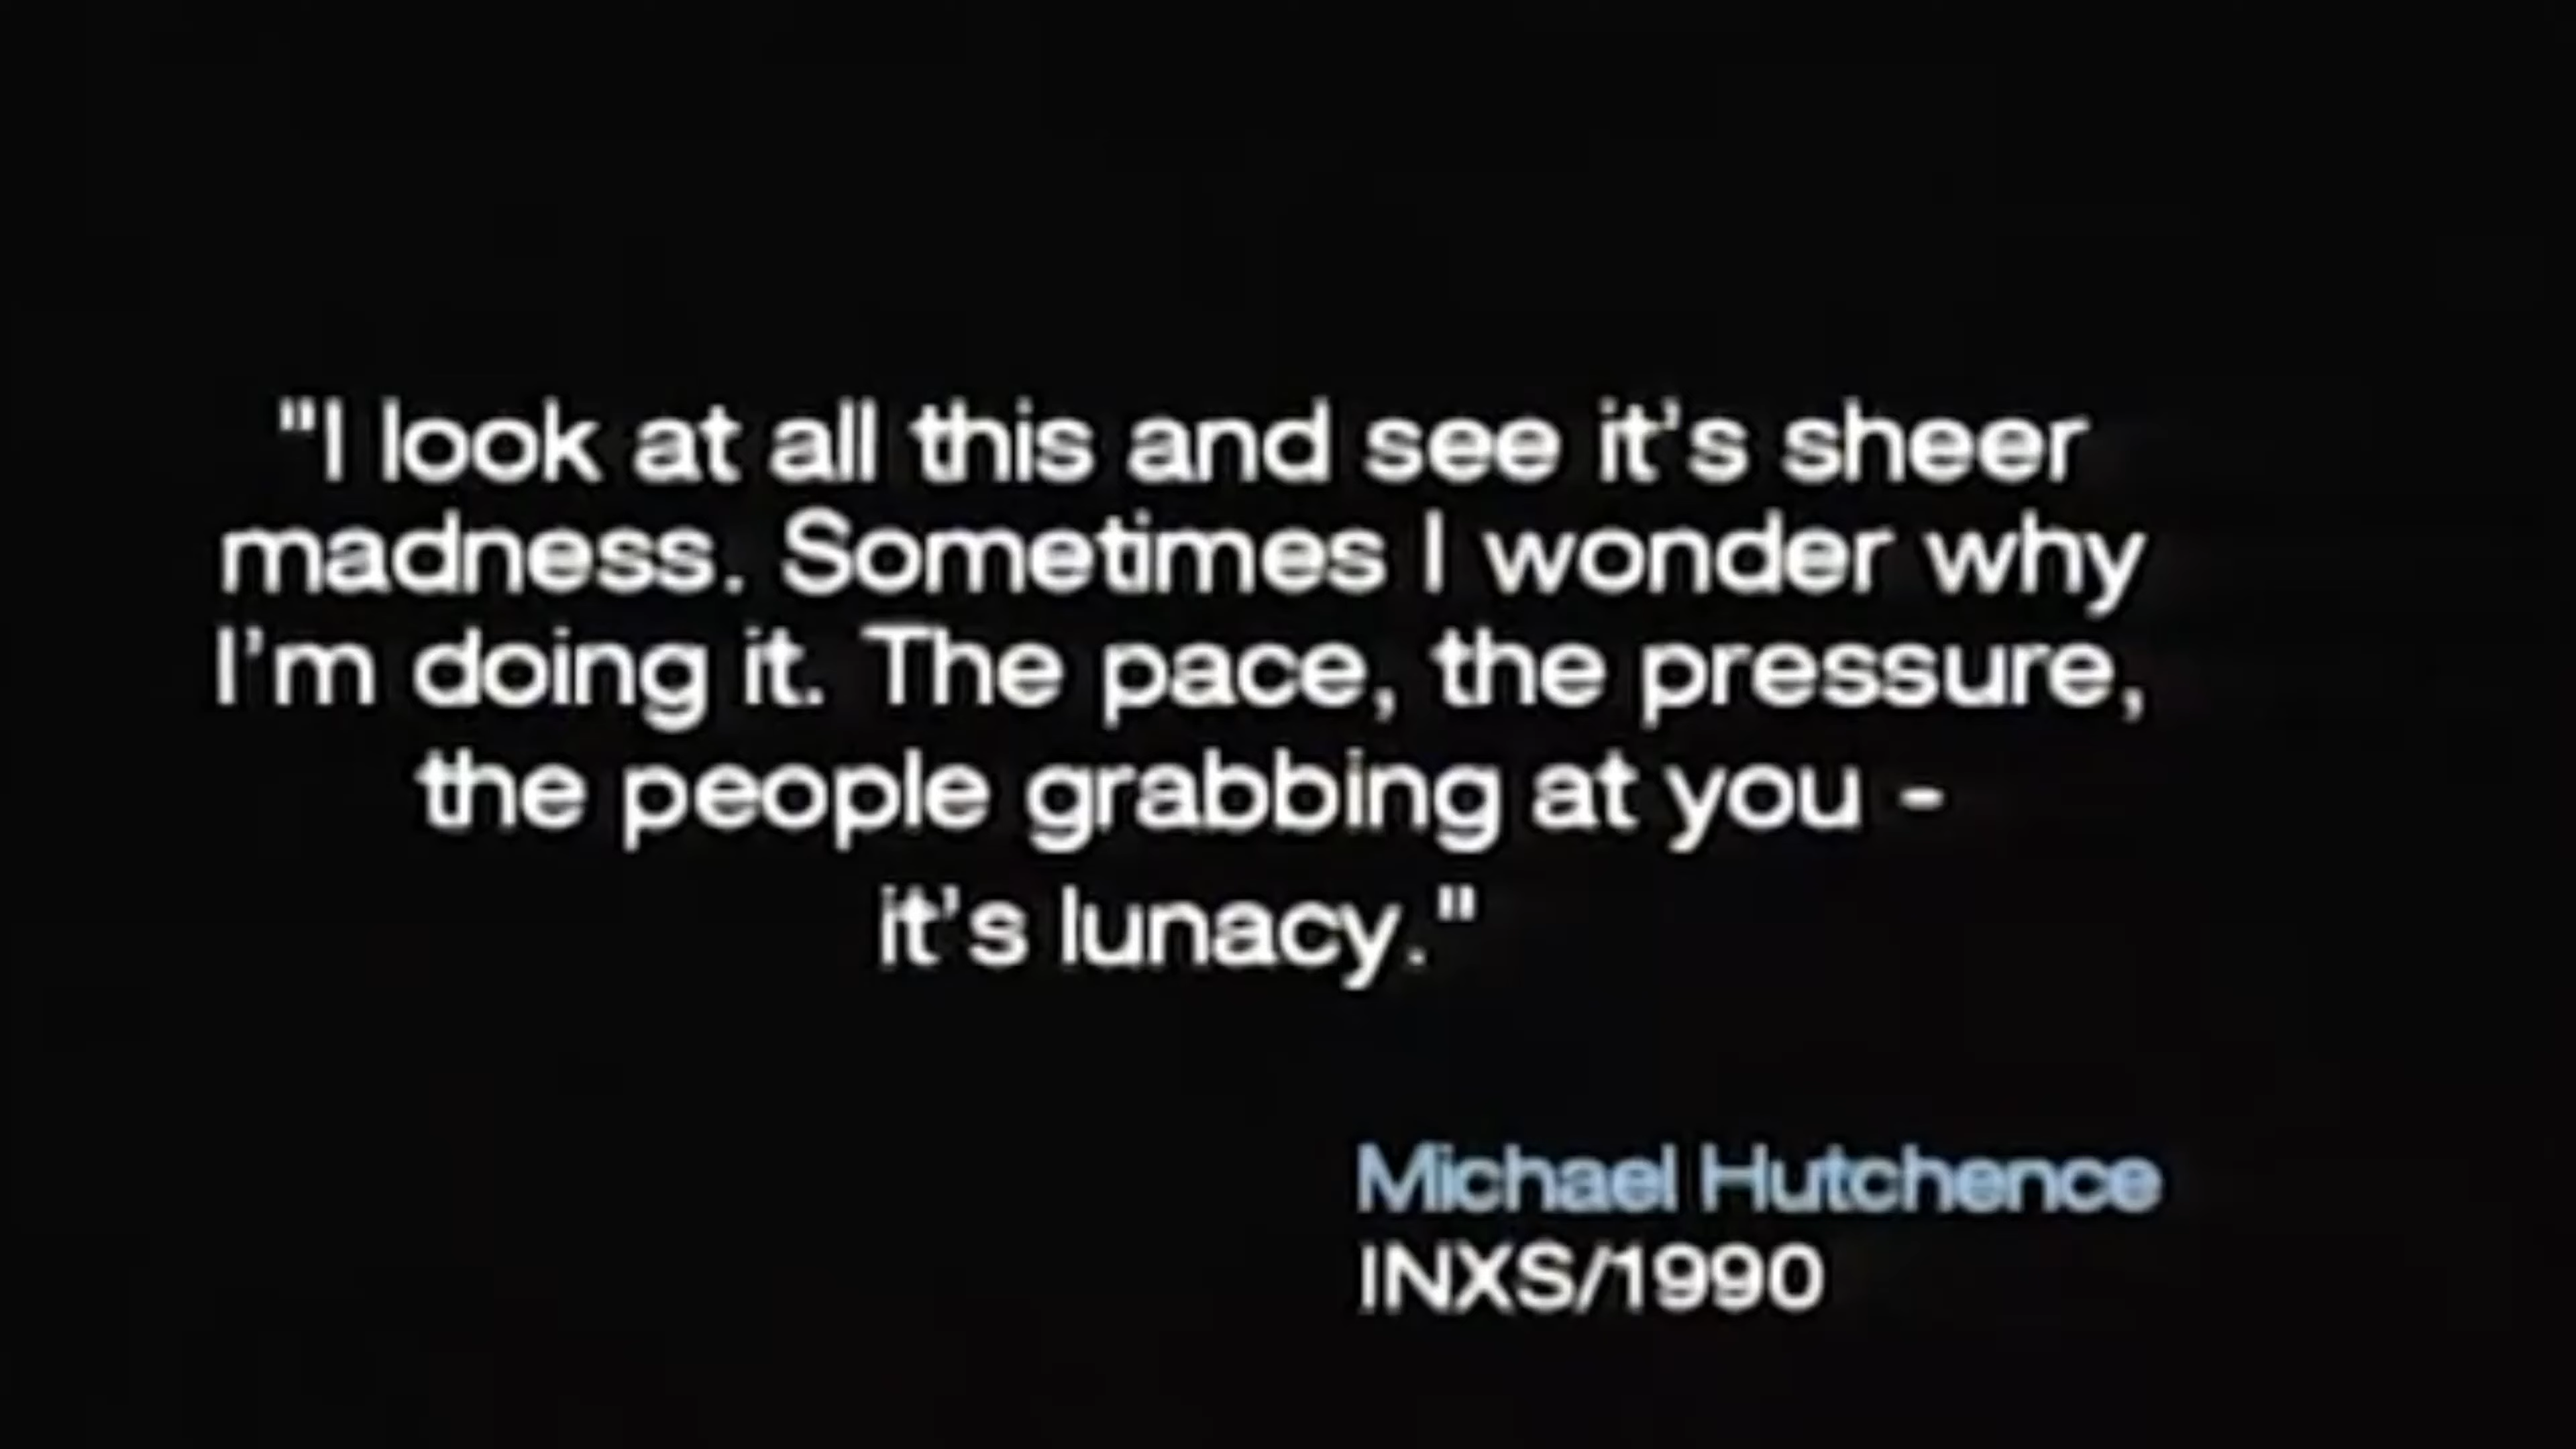 "I look at all this and see it's sheer
madness. Sometimes I wonder why
I'm doing it. The pace, the pressure,
the people grabbing at you -
it's lunacy."
Michael Hutchence
INXS/1990